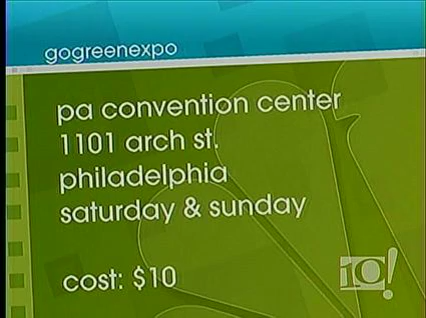 gogreenexpo
pa convention center
1101 arch st.
philadelphia
saturday & sunday
cost: $10
10!